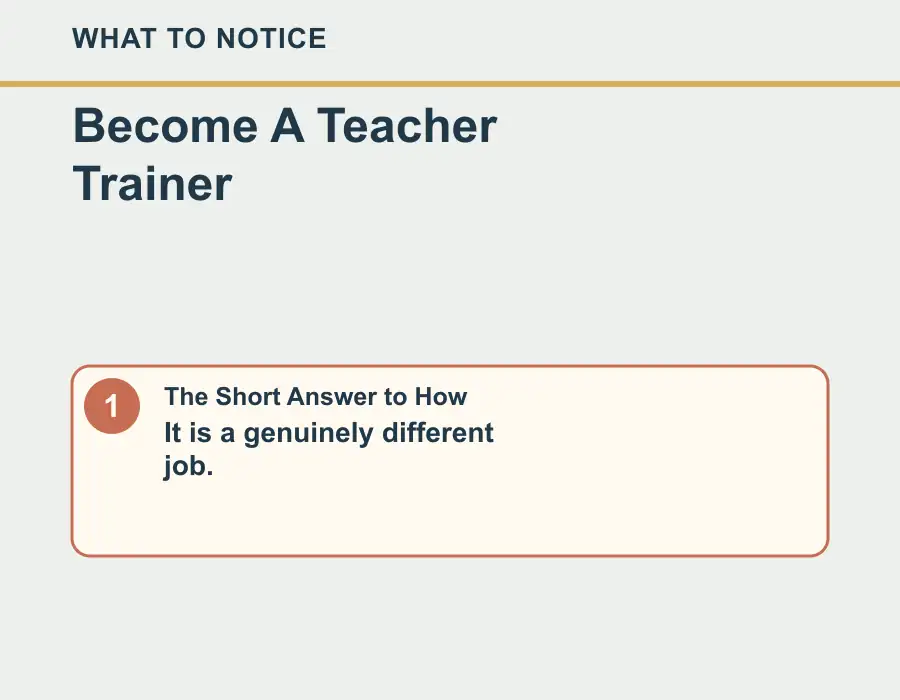 WHAT TO NOTICE
Become A Teacher
Trainer
1
The Short Answer to How
It is a genuinely different
job.